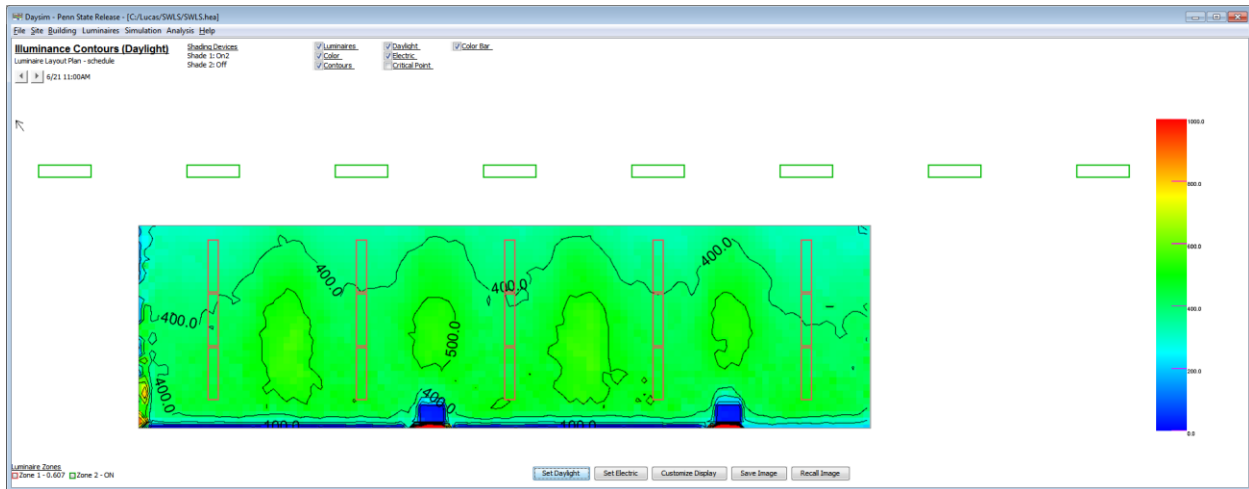 Daysim - Penn State Release - [C:/Lucas/SWLS/SWLS.hex]
File Site Building Luminaires Simulation Analysis Help
Illuminance Contours (Daylight)
Luminaire Layout Plan - schedule
6/21 11:00AM
Shading Devices
Shade 1: On2
Shade 2: Off
Luminaires Daylight Color Bar
Color Electric
Contours Critical Point
1000.0
800.0
600.0
400.0
200.0
0.0
400.0
400.0
400.0
400.0
500.0
400.0
400.0
100.0
100.0
Luminaire Zones
Zone 1 - 0.607 Zone 2 - ON
Set Daylight Set Electric Customize Display Save Image Recall Image